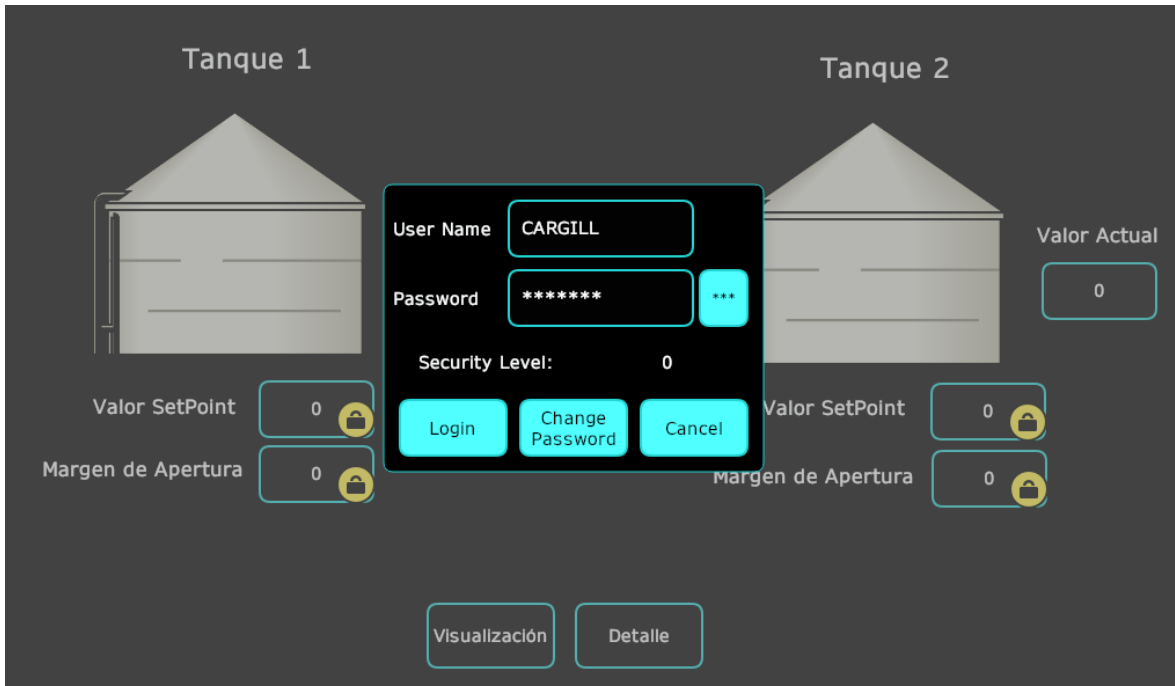 Tanque 1
Tanque 2
User Name
CARGILL
Password
*******
***
Security Level:
0
Login
Change
Password
Cancel
Valor Actual
0
Valor SetPoint
0
Margen de Apertura
0
Valor SetPoint
0
Margen de Apertura
0
Visualización
Detalle